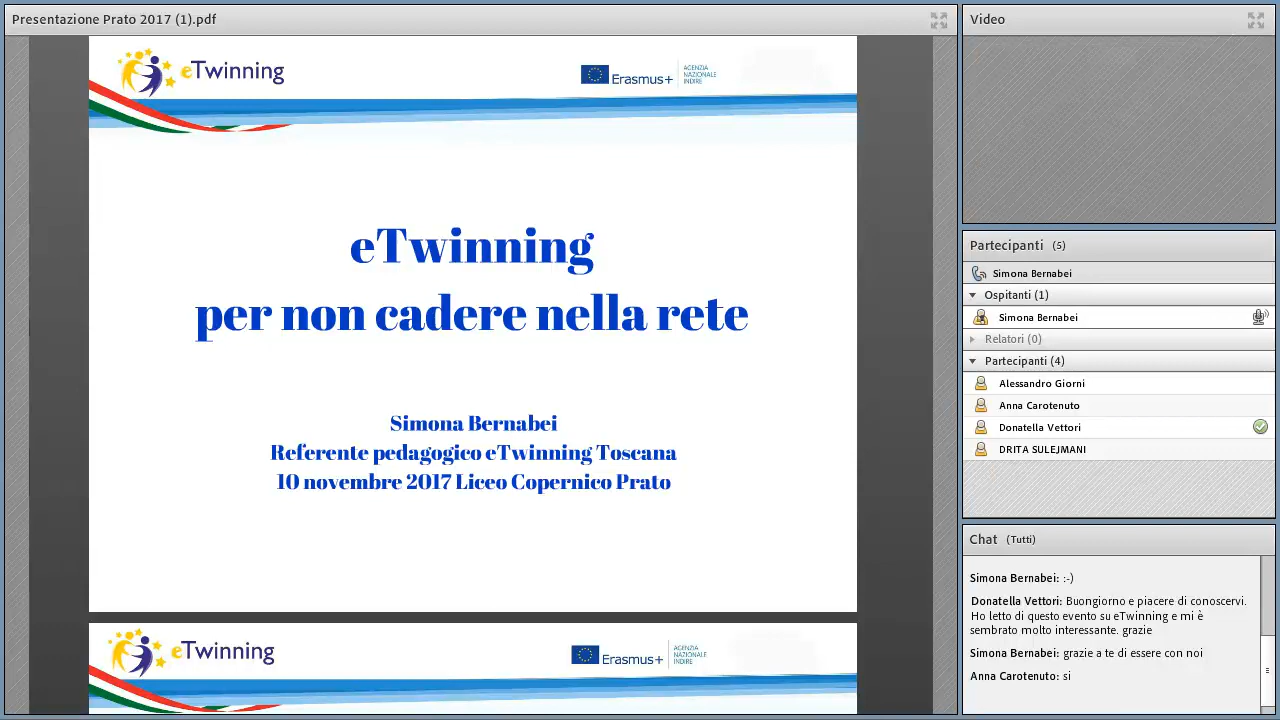 Presentazione Prato 2017 (1).pdf
eTwinning
Erasmus+
AGENZIA
NAZIONALE
INDIRE
eTwinning
per non cadere nella rete
Simona Bernabei
Referente pedagogico eTwinning Toscana
10 novembre 2017 Liceo Copernico Prato
eTwinning
Erasmus+
AGENZIA
NAZIONALE
INDIRE
Video
Partecipanti (5)
Simona Bernabei
Ospitanti (1)
Simona Bernabei
Relatori (0)
Partecipanti (4)
Alessandro Giorni
Anna Carotenuto
Donatella Vettori
DRITA SULEJMANI
Chat (Tutti)
Simona Bernabei: :-)
Donatella Vettori: Buongiorno e piacere di conoscervi.
Ho letto di questo evento su eTwinning e mi è
sembrato molto interessante. grazie
Simona Bernabei: grazie a te di essere con noi
Anna Carotenuto: si